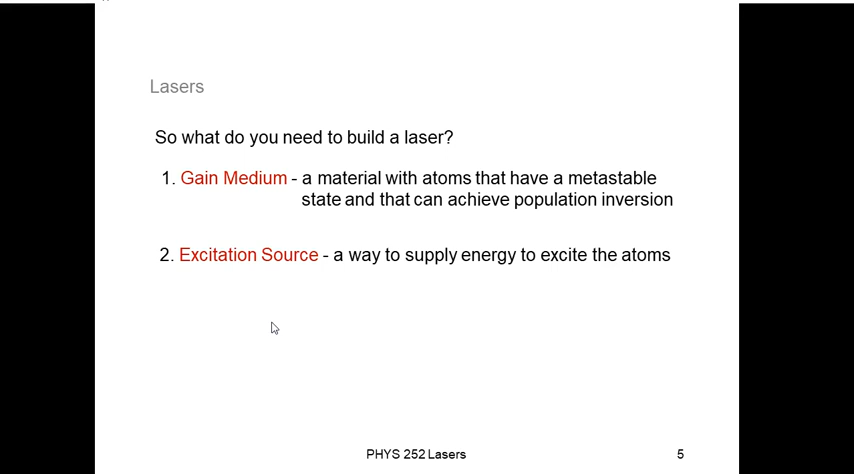 Lasers
So what do you need to build a laser?
1. Gain Medium - a material with atoms that have a metastable
state and that can achieve population inversion
2. Excitation Source - a way to supply energy to excite the atoms
PHYS 252 Lasers
5